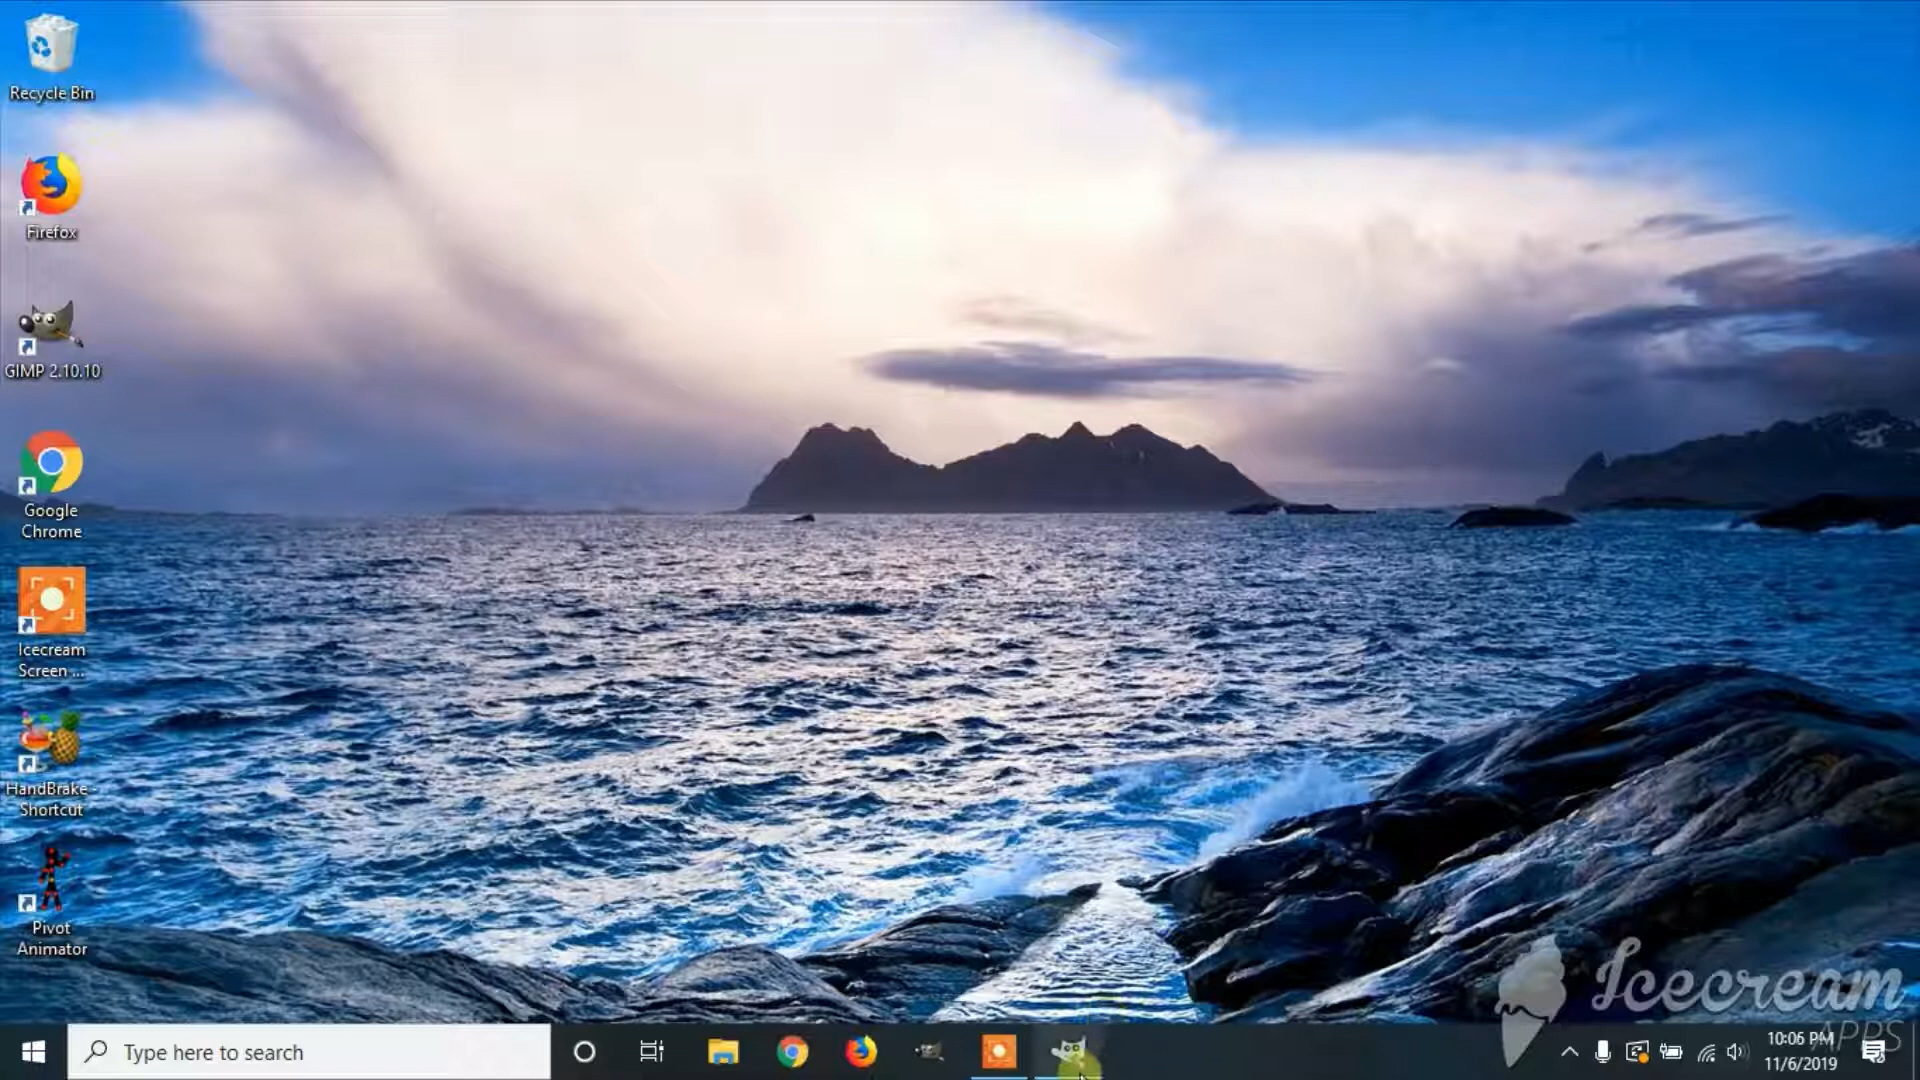 Recycle Bin
Firefox
GIMP 2.10.10
Google
Chrome
Icecream
Screen ...
HandBrake -
Shortcut
Pivot
Animator
Icecream
APPS
Type here to search
10:06 PM
11/6/2019